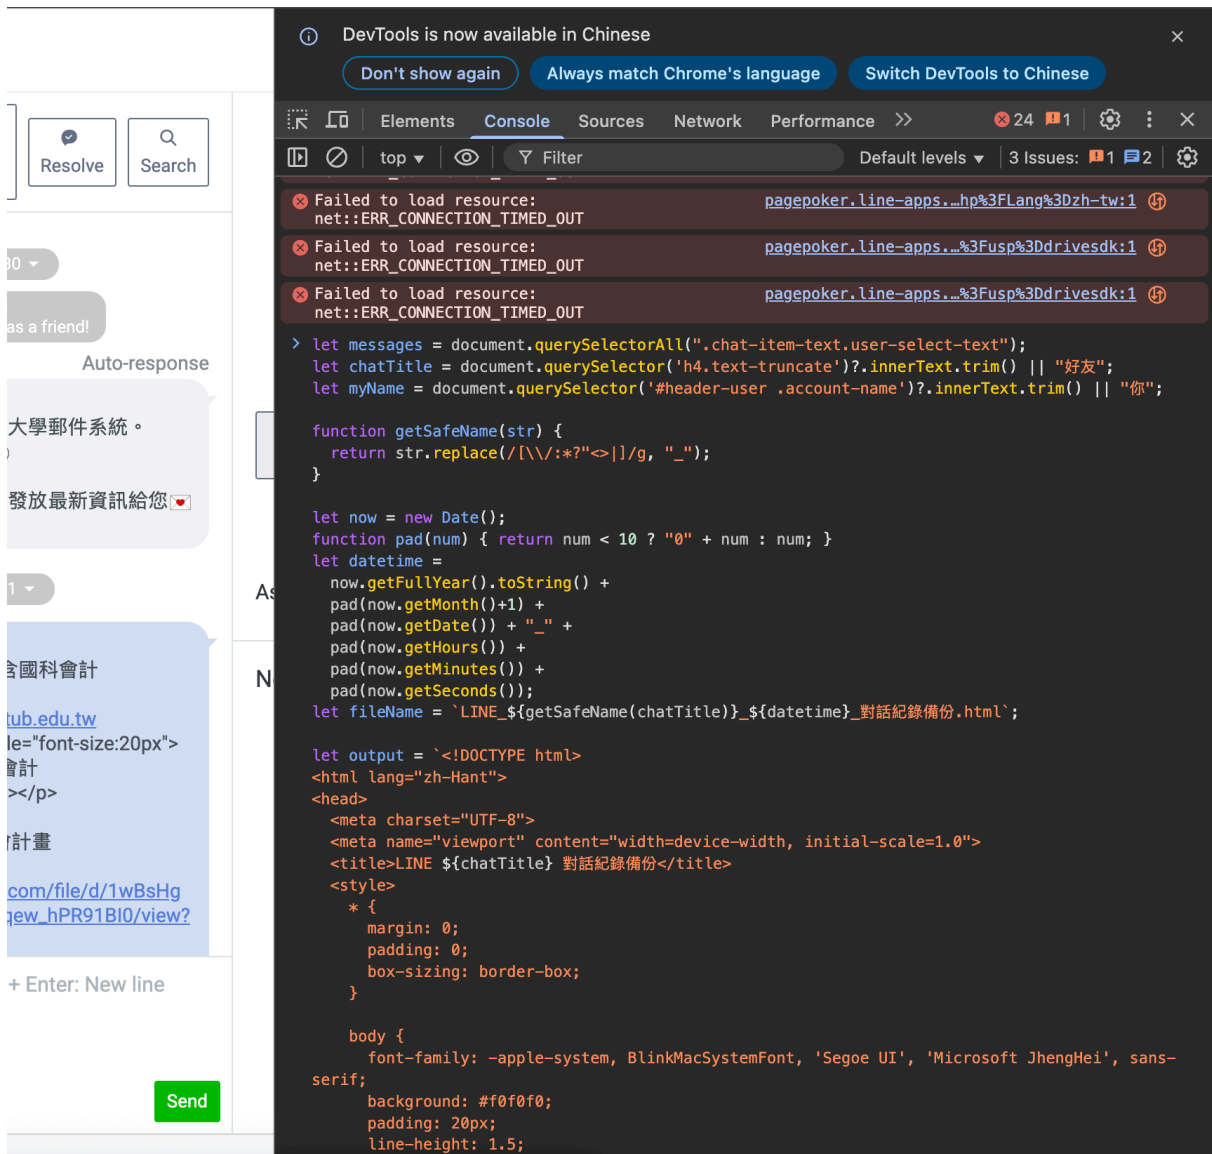 DevTools is now available in Chinese
Don't show again
Always match Chrome's language
Switch DevTools to Chinese
Elements Console Sources Network Performance
24 1
top
Filter
Default levels
3 Issues: 1 2
Failed to load resource: pagepoker.line-apps.…hp%3FLang%3Dzh-tw:1
net::ERR_CONNECTION_TIMED_OUT
Failed to load resource: pagepoker.line-apps.…%3Fusp%3Ddrivesdk:1
net::ERR_CONNECTION_TIMED_OUT
Failed to load resource: pagepoker.line-apps.…%3Fusp%3Ddrivesdk:1
net::ERR_CONNECTION_TIMED_OUT
let messages = document.querySelectorAll(".chat-item-text.user-select-text");
let chatTitle = document.querySelector('h4.text-truncate')?.innerText.trim() || "好友";
let myName = document.querySelector('#header-user .account-name')?.innerText.trim() || "你";
function getSafeName(str) {
return str.replace(/[\\/:*?"<>|]/g, "_");
}
let now = new Date();
function pad(num) { return num < 10 ? "0" + num : num; }
let datetime =
now.getFullYear().toString() +
pad(now.getMonth()+1) +
pad(now.getDate()) + "_" +
pad(now.getHours()) +
pad(now.getMinutes()) +
pad(now.getSeconds());
let fileName = `LINE_${getSafeName(chatTitle)}_${datetime}_對話紀錄備份.html`;
let output = `<!DOCTYPE html>
<html lang="zh-Hant">
<head>
<meta charset="UTF-8">
<meta name="viewport" content="width=device-width, initial-scale=1.0">
<title>LINE ${chatTitle} 對話紀錄備份</title>
<style>
* {
margin: 0;
padding: 0;
box-sizing: border-box;
}
body {
font-family: -apple-system, BlinkMacSystemFont, 'Segoe UI', 'Microsoft JhengHei', sans-
serif;
background: #f0f0f0;
padding: 20px;
line-height: 1.5;
Resolve
Search
30
as a friend!
Auto-response
大學郵件系統。
發放最新資訊給您
1
含國科會計
tub.edu.tw
le="font-size:20px">
會計
></p>
計畫
com/file/d/1wBsHg
qew_hPR91BI0/view?
+ Enter: New line
Send